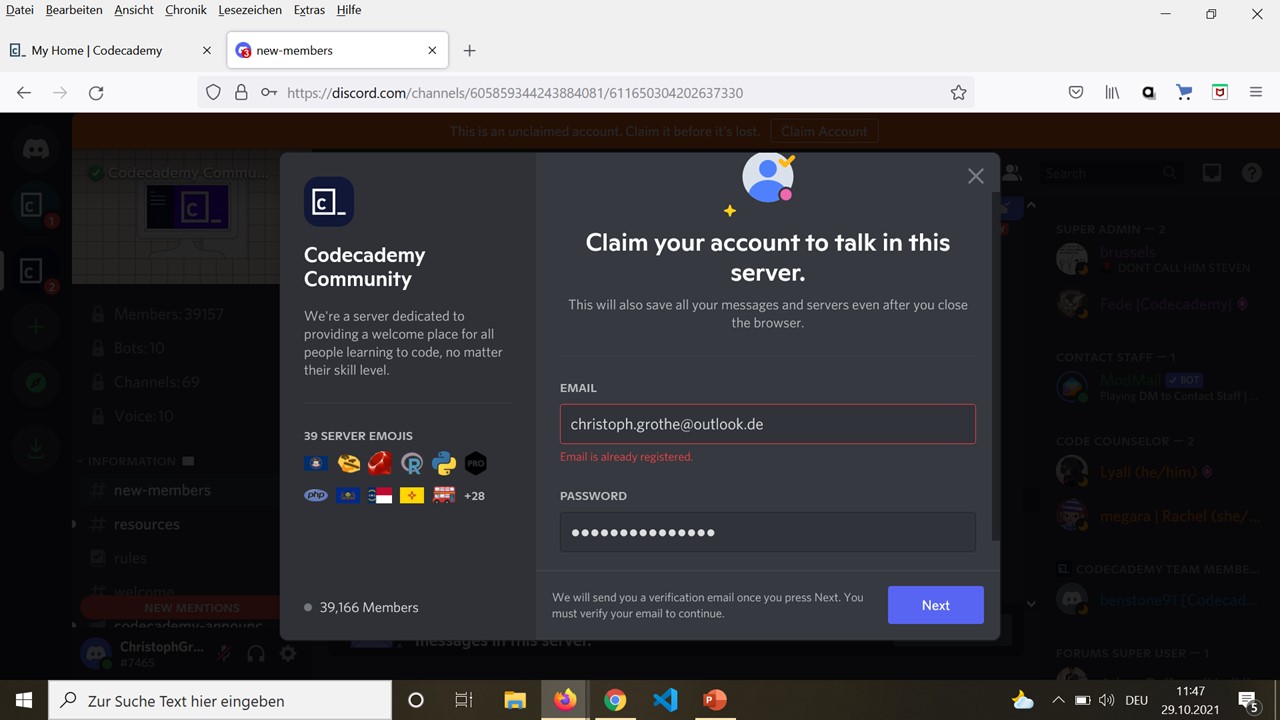 Datei Bearbeiten Ansicht Chronik Lesezeichen Extras Hilfe
My Home | Codecademy
new-members
https://discord.com/channels/605859344243884081/611650304202637330
This is an unclaimed account. Claim it before it's lost. Claim Account
Codecademy Commu...
Members: 39157
Bots: 10
Channels: 69
Voice: 10
INFORMATION
new-members
resources
rules
welcome
NEW MENTIONS
codecademy-announc
ChristophGr...
#7465
Codecademy
Community
We're a server dedicated to
providing a welcome place for all
people learning to code, no matter
their skill level.
39 SERVER EMOJIS
PRO
php
+28
39,166 Members
Claim your account to talk in this
server.
This will also save all your messages and servers even after you close
the browser.
EMAIL
christoph.grothe@outlook.de
Email is already registered.
PASSWORD
We will send you a verification email once you press Next. You
must verify your email to continue.
Next
messages in this server.
Search
SUPER ADMIN — 2
brussels
DONT CALL HIM STEVEN
Fede [Codecademy]
CONTACT STAFF — 1
ModMail BOT
Playing DM to Contact Staff | ...
CODE COUNSELOR — 2
Lyall (he/him)
megara | Rachel (she/...
CODECADEMY TEAM MEMBE...
benstone91 [Codecad...
FORUMS SUPER USER — 1
Zur Suche Text hier eingeben
DEU
11:47
29.10.2021
5